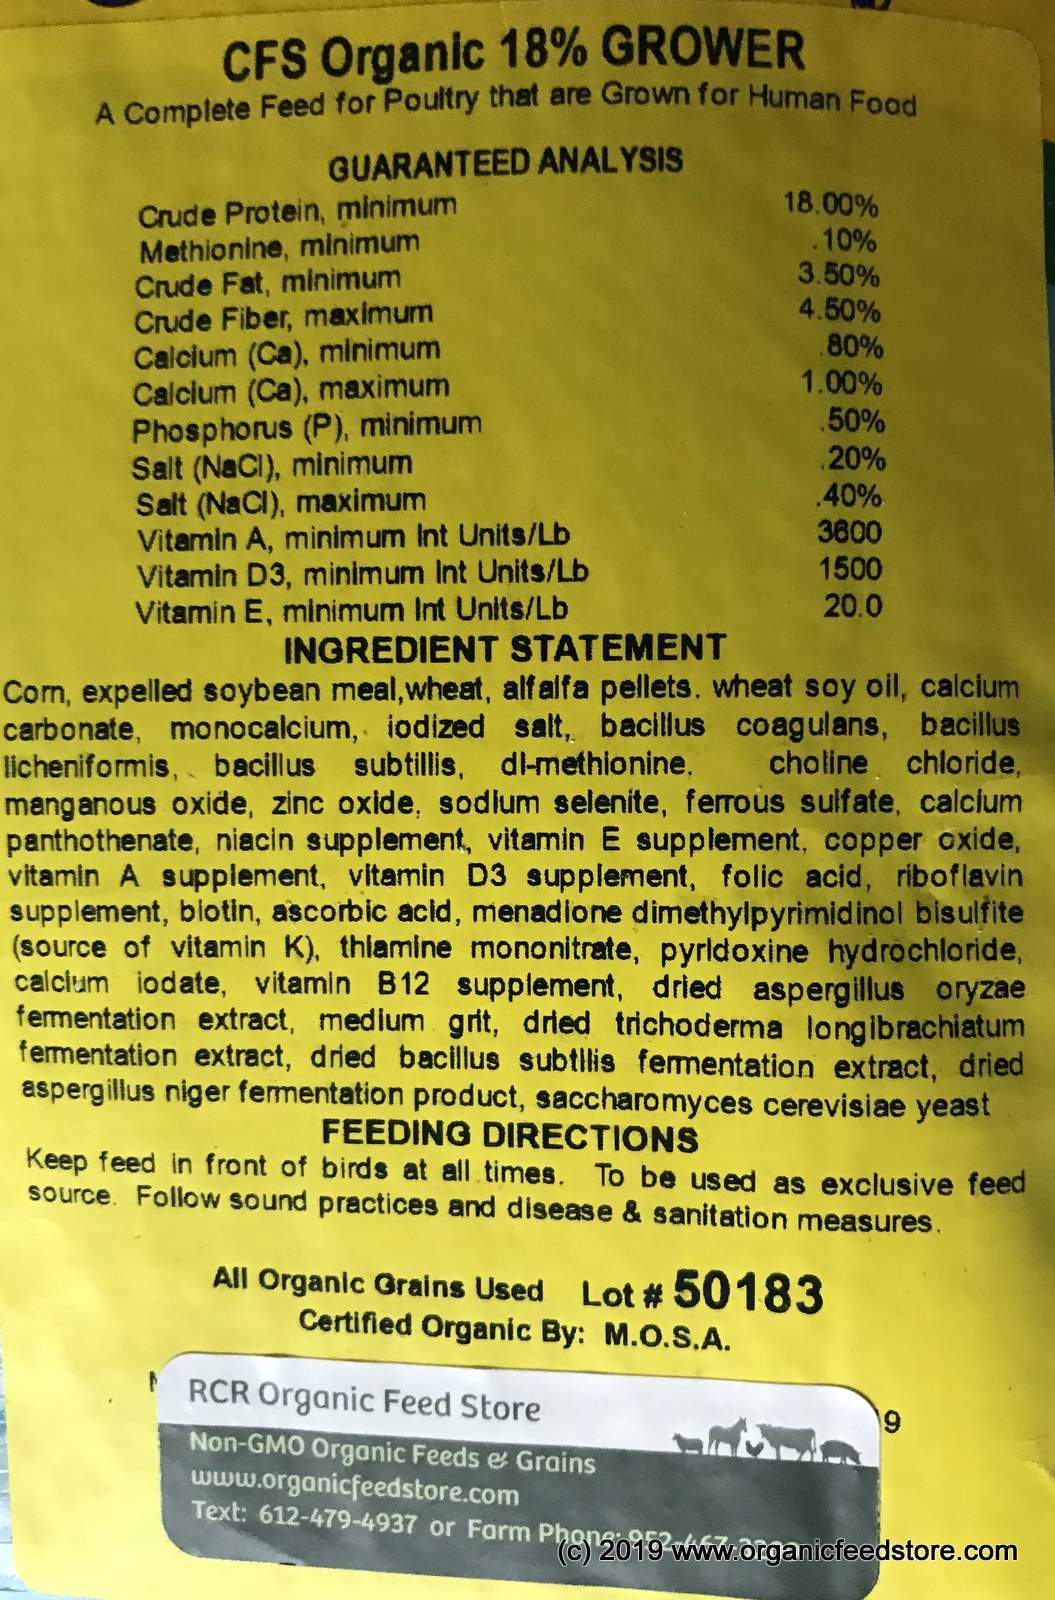 CFS Organic 18% GROWER
A Complete Feed for Poultry that are Grown for Human Food
GUARANTEED ANALYSIS
Crude Protein, minimum 18.00%
Methionine, minimum .10%
Crude Fat, minimum 3.50%
Crude Fiber, maximum 4.50%
Calcium (Ca), minimum .80%
Calcium (Ca), maximum 1.00%
Phosphorus (P), minimum .50%
Salt (NaCl), minimum .20%
Salt (NaCl), maximum .40%
Vitamin A, minimum Int Units/Lb 3600
Vitamin D3, minimum Int Units/Lb 1500
Vitamin E, minimum Int Units/Lb 20.0
INGREDIENT STATEMENT
Corn, expelled soybean meal,wheat, alfalfa pellets. wheat soy oil, calcium
carbonate, monocalcium, iodized salt, bacillus coagulans, bacillus
licheniformis, bacillus subtillis, dl-methionine, choline chloride,
manganous oxide, zinc oxide, sodium selenite, ferrous sulfate, calcium
panthothenate, niacin supplement, vitamin E supplement, copper oxide,
vitamin A supplement, vitamin D3 supplement, folic acid, riboflavin
supplement, biotin, ascorbic acid, menadione dimethylpyrimidinol bisulfite
(source of vitamin K), thiamine mononitrate, pyridoxine hydrochloride,
calcium iodate, vitamin B12 supplement, dried aspergillus oryzae
fermentation extract, medium grit, dried trichoderma longibrachiatum
fermentation extract, dried bacillus subtilis fermentation extract, dried
aspergillus niger fermentation product, saccharomyces cerevisiae yeast
FEEDING DIRECTIONS
Keep feed in front of birds at all times. To be used as exclusive feed
source. Follow sound practices and disease & sanitation measures.
All Organic Grains Used Lot # 50183
Certified Organic By: M.O.S.A.
9
RCR Organic Feed Store
Non-GMO Organic Feeds & Grains
www.organicfeedstore.com
Text: 612-479-4937 or Farm Phone: 952-467-
(c) 2019 www.organicfeedstore.com